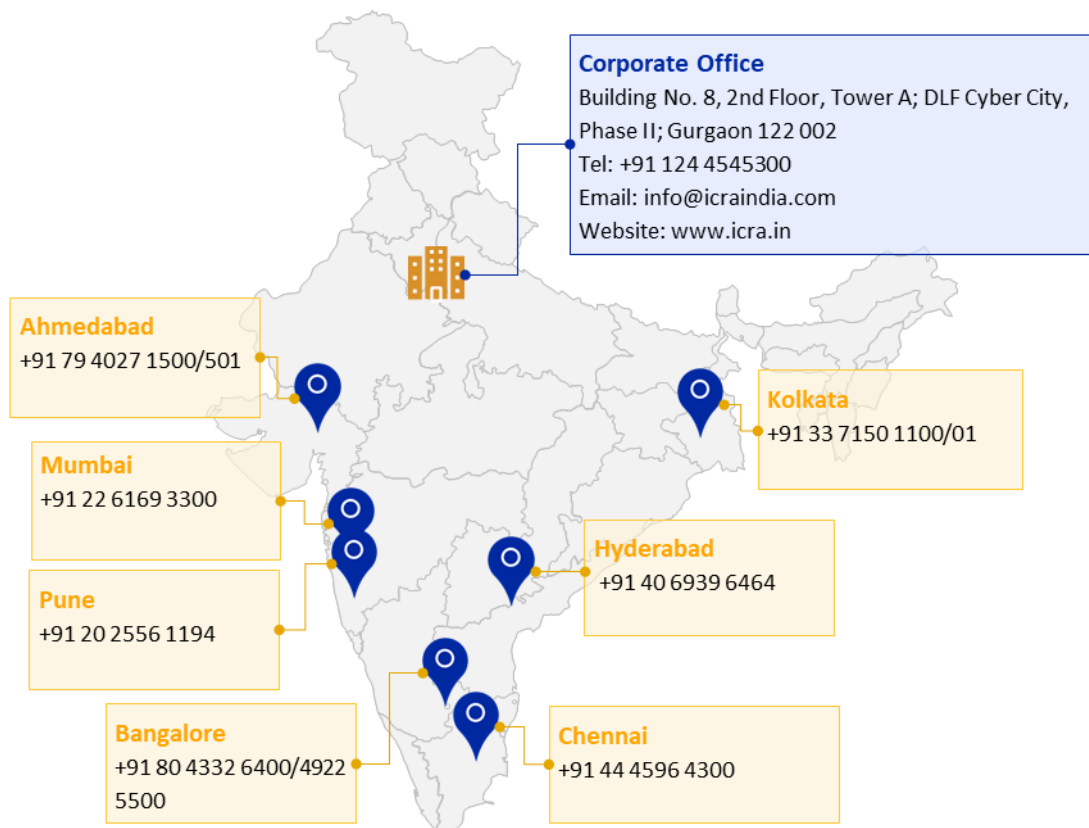 Corporate Office
Building No. 8, 2nd Floor, Tower A; DLF Cyber City,
Phase II; Gurgaon 122 002
Tel: +91 124 4545300
Email: info@icraindia.com
Website: www.icra.in
Ahmedabad
+91 79 4027 1500/501
Kolkata
+91 33 7150 1100/01
Mumbai
+91 22 6169 3300
Hyderabad
+91 40 6939 6464
Pune
+91 20 2556 1194
Bangalore
+91 80 4332 6400/4922
5500
Chennai
+91 44 4596 4300